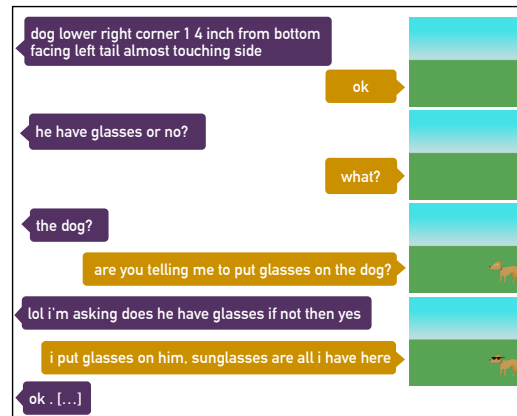 dog lower right corner 1 4 inch from bottom
facing left tail almost touching side
ok
he have glasses or no?
what?
the dog?
are you telling me to put glasses on the dog?
lol i'm asking does he have glasses if not then yes
i put glasses on him, sunglasses are all i have here
ok . [...]